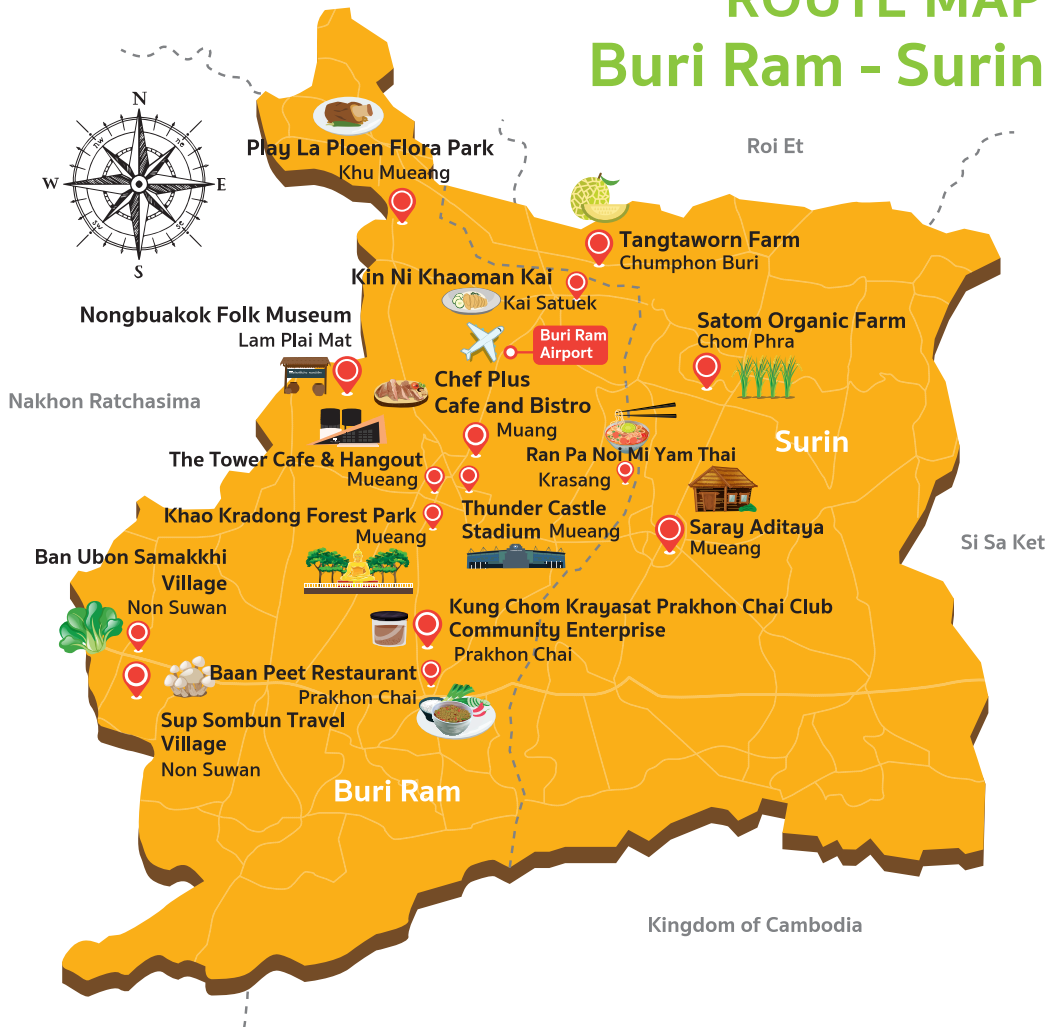 ROUTE MAP
Buri Ram - Surin
N
nw
ne
W
E
sw
se
S
Roi Et
Play La Ploen Flora Park
Khu Mueang
Tangtaworn Farm
Chumphon Buri
Kin Ni Khaoman Kai
Kai Satuek
Nongbuakok Folk Museum
Lam Plai Mat
Buri Ram
Airport
Satom Organic Farm
Chom Phra
Nakhon Ratchasima
Chef Plus
Cafe and Bistro
Muang
Surin
The Tower Cafe & Hangout
Mueang
Ran Pa Noi Mi Yam Thai
Krasang
Khao Kradong Forest Park
Mueang
Thunder Castle
Stadium Mueang
Saray Aditaya
Mueang
Si Sa Ket
Ban Ubon Samakkhi
Village
Non Suwan
Kung Chom Krayasat Prakhon Chai Club
Community Enterprise
Prakhon Chai
Baan Peet Restaurant
Prakhon Chai
Sup Sombun Travel
Village
Non Suwan
Buri Ram
Kingdom of Cambodia